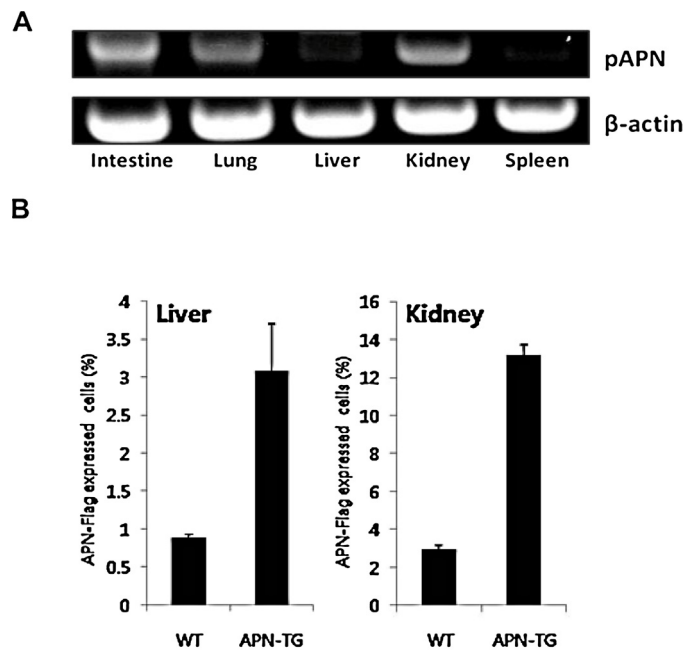 A
pAPN
β-actin
Intestine Lung Liver Kidney Spleen
B
Liver
APN-Flag expressed cells (%)
4
3.5
3
2.5
2
1.5
1
0.5
0
WT APN-TG
Kidney
APN-Flag expressed cells (%)
16
14
12
10
8
6
4
2
0
WT APN-TG